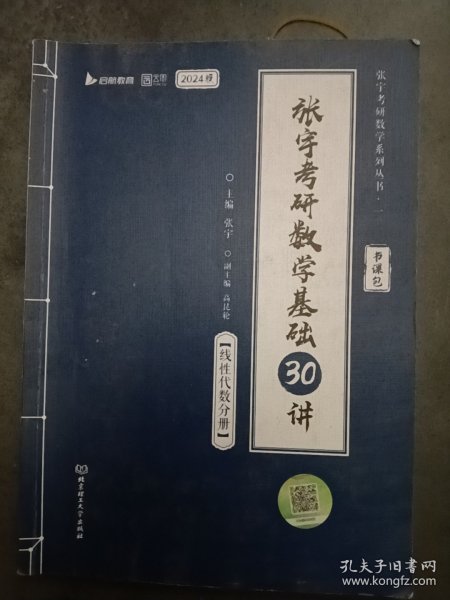 启航教育
2024版
张宇考研数学系列丛书·一
书课包
张宇考研数学基础30讲
主编 张宇
副主编 高昆轮
【线性代数分册】
北京理工大学出版社
孔夫子旧书网
www.kongfz.com